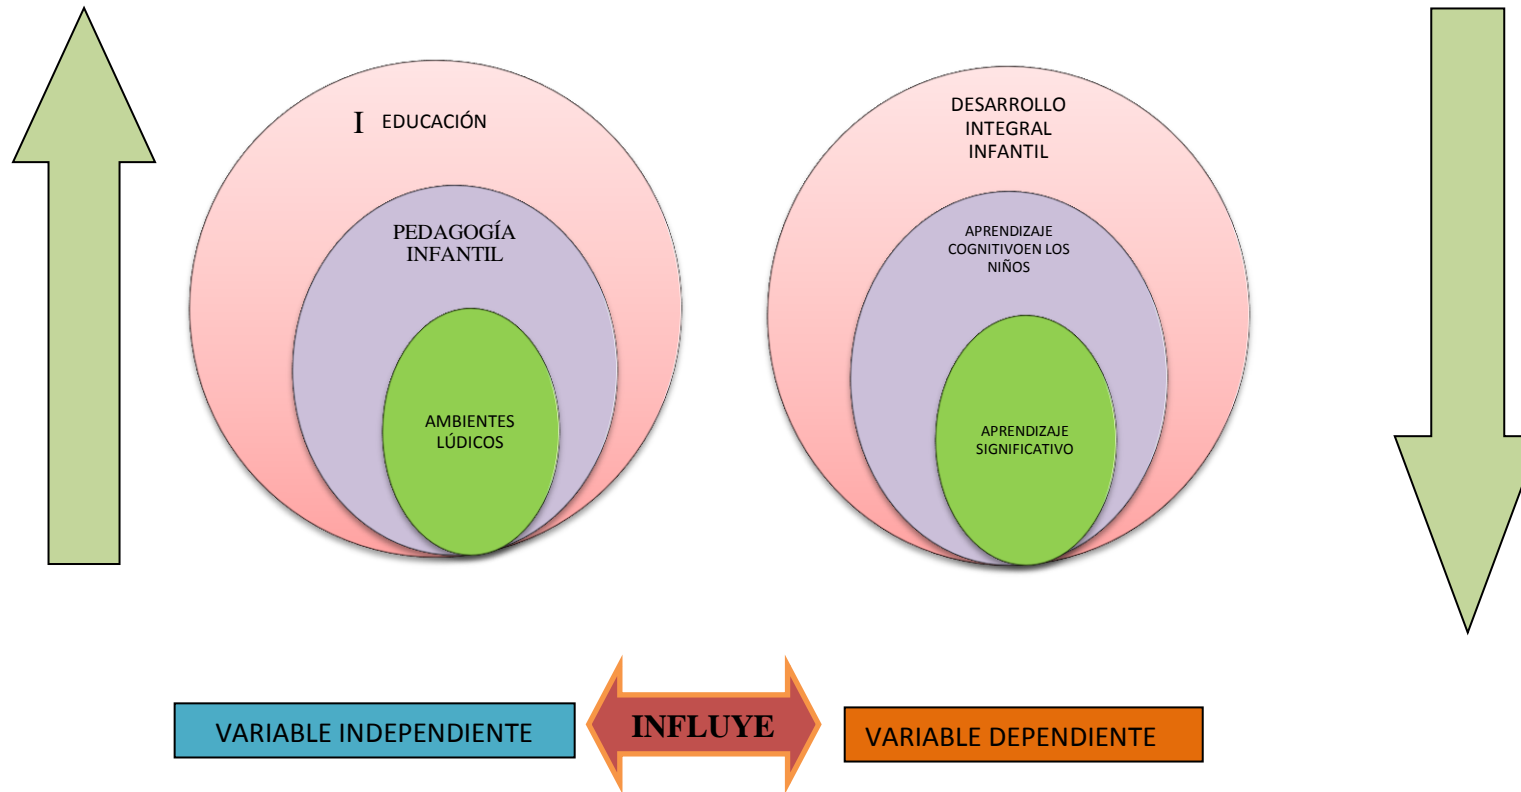 I EDUCACIÓN
PEDAGOGÍA
INFANTIL
AMBIENTES
LÚDICOS
DESARROLLO
INTEGRAL
INFANTIL
APRENDIZAJE
COGNITIVOEN LOS
NIÑOS
APRENDIZAJE
SIGNIFICATIVO
VARIABLE INDEPENDIENTE
INFLUYE
VARIABLE DEPENDIENTE